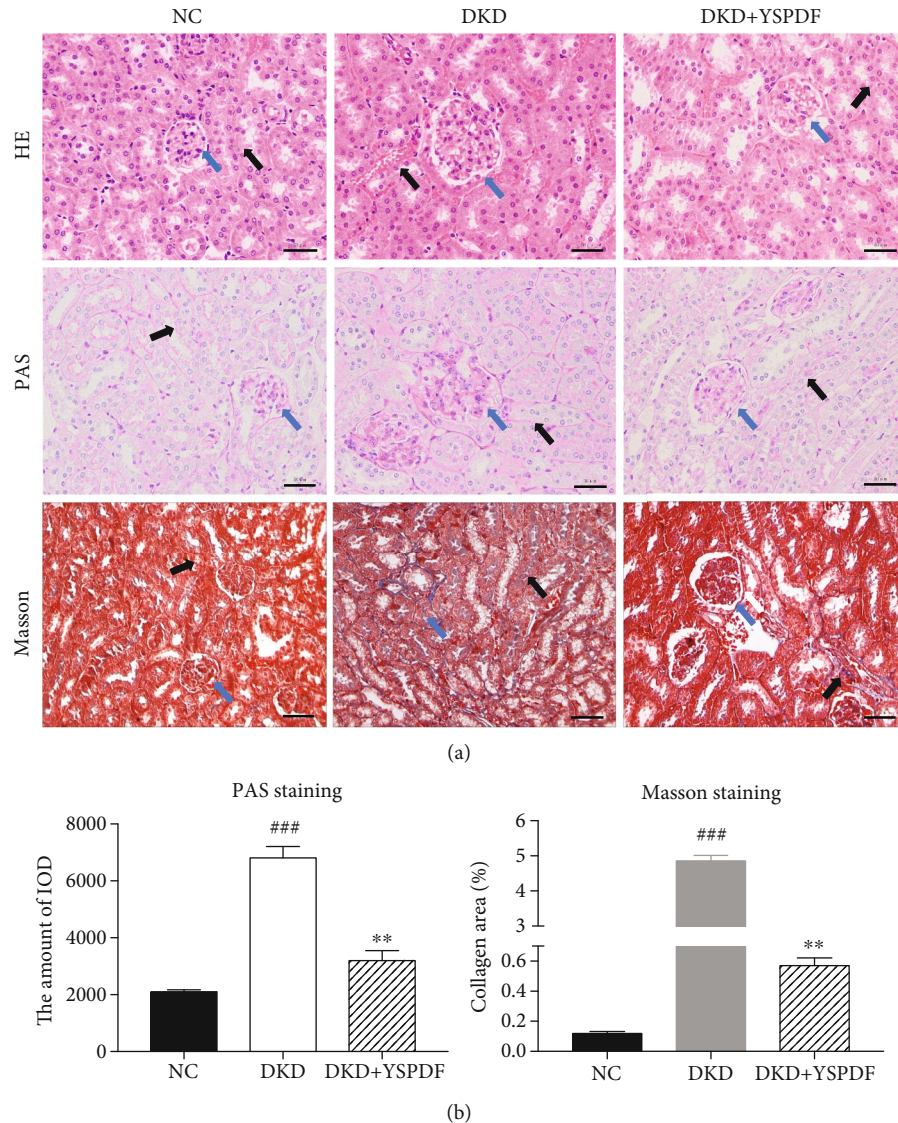 NC DKD DKD+YSPDF
HE
PAS
Masson
(a)
PAS staining
The amount of IOD
8000
6000
4000
2000
0
###
**
NC DKD DKD+YSPDF
Masson staining
Collagen area (%)
6
5
4
3
0.6
0.4
0.2
0.0
###
**
NC DKD DKD+YSPDF
(b)